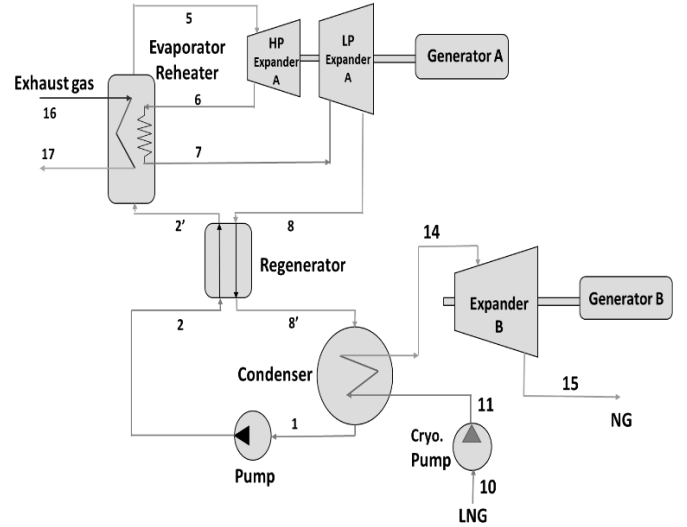 5
HP
Expander
A
LP
Expander
A
Generator A
Evaporator
Reheater
Exhaust gas
16
6
17
7
2’
8
Regenerator
14
Expander
B
Generator B
2
8’
15
NG
Condenser
1
11
Pump
Cryo.
Pump
10
LNG